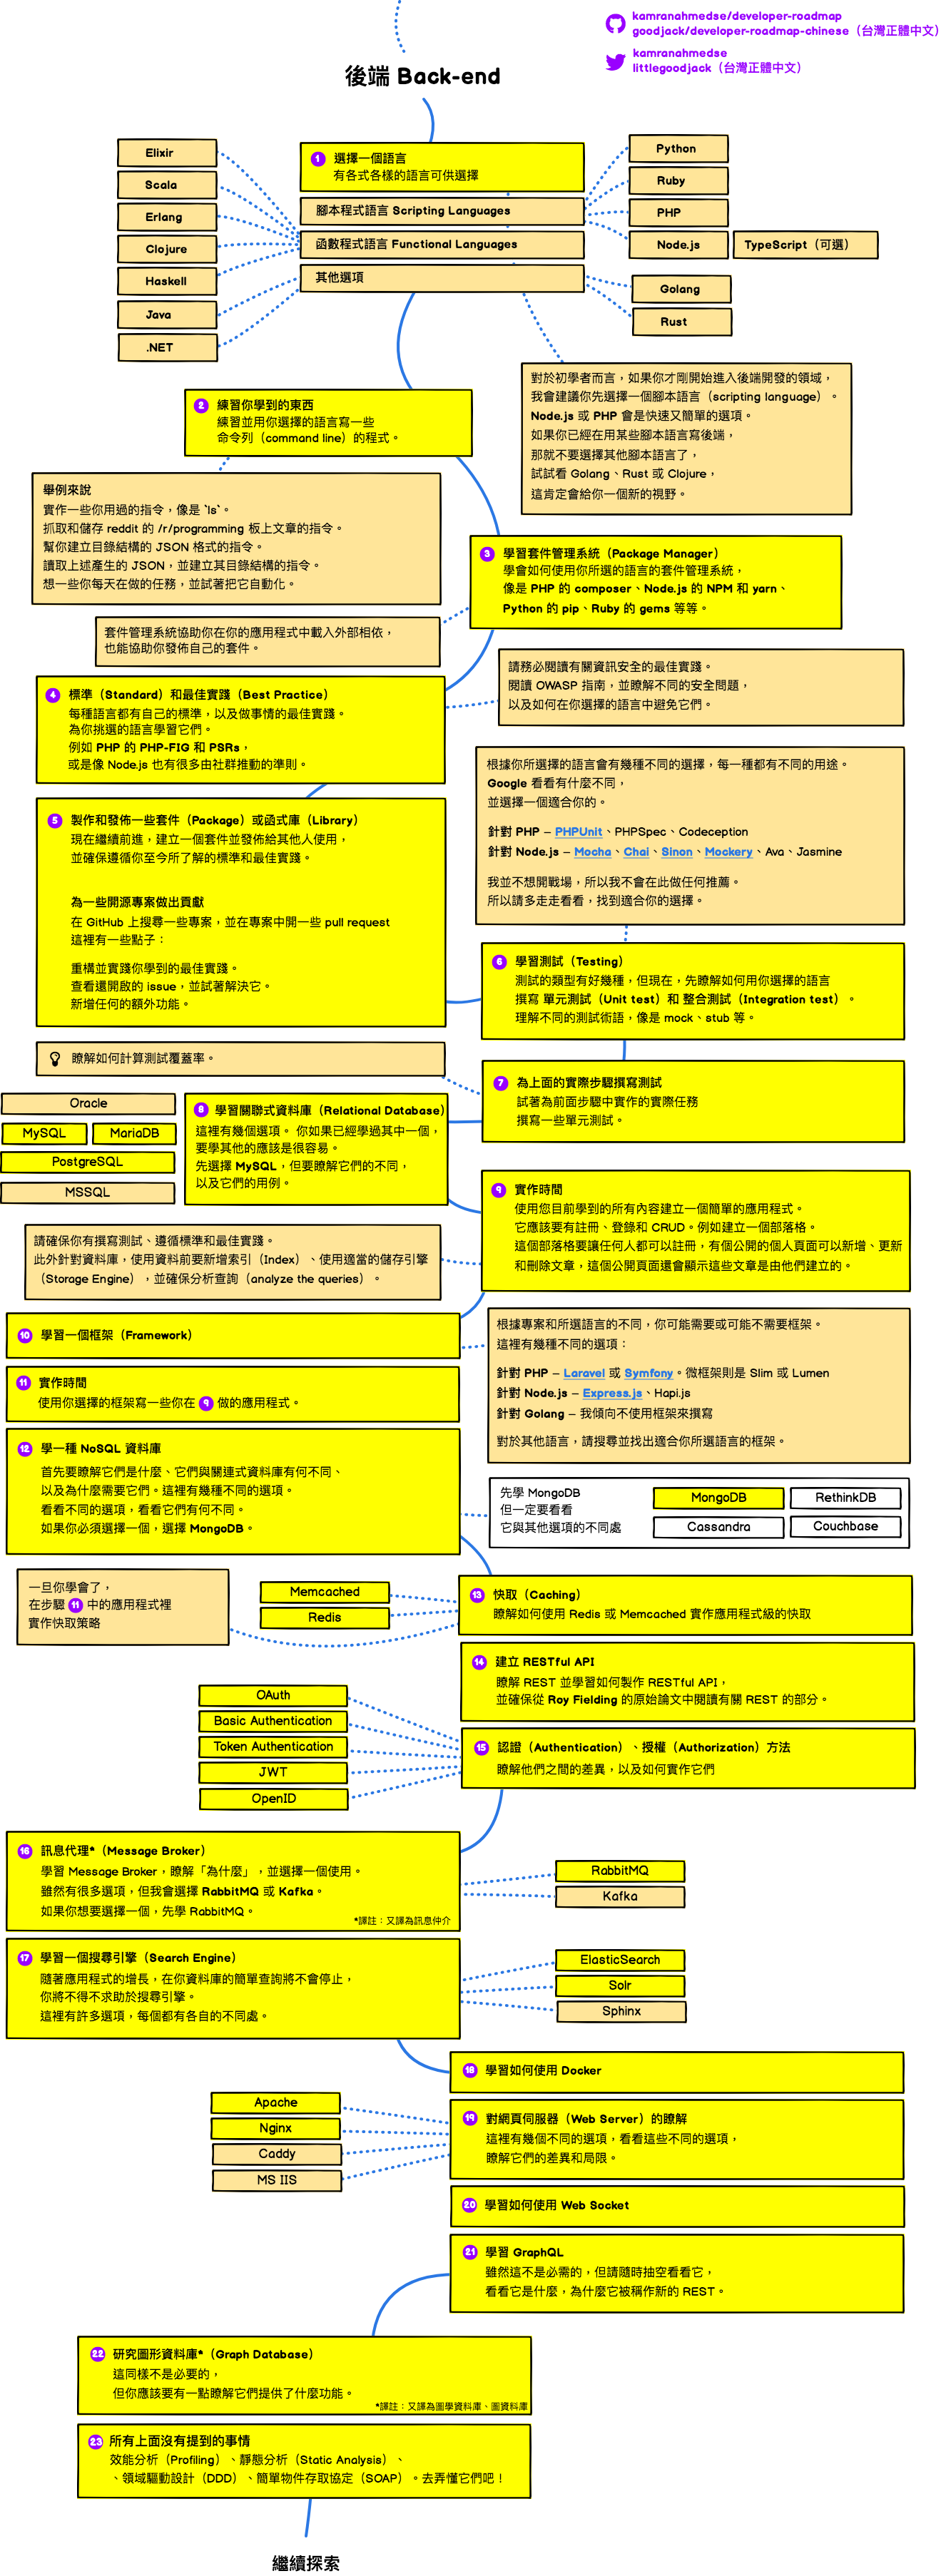 kamranahmedse/developer-roadmap
goodjack/developer-roadmap-chinese（台灣正體中文）
kamranahmedse
littlegoodjack（台灣正體中文）
後端 Back-end
1 選擇一個語言
有各式各樣的語言可供選擇
腳本程式語言 Scripting Languages
函數程式語言 Functional Languages
其他選項
Elixir
Scala
Erlang
Clojure
Haskell
Java
.NET
Python
Ruby
PHP
Node.js
TypeScript（可選）
Golang
Rust
對於初學者而言，如果你才剛開始進入後端開發的領域，
我會建議你先選擇一個腳本語言（scripting language）。
Node.js 或 PHP 會是快速又簡單的選項。
如果你已經在用某些腳本語言寫後端，
那就不要選擇其他腳本語言了，
試試看 Golang、Rust 或 Clojure，
這肯定會給你一個新的視野。
2 練習你學到的東西
練習並用你選擇的語言寫一些
命令列（command line）的程式。
舉例來說
實作一些你用過的指令，像是 `ls`。
抓取和儲存 reddit 的 /r/programming 板上文章的指令。
幫你建立目錄結構的 JSON 格式的指令。
讀取上述產生的 JSON，並建立其目錄結構的指令。
想一些你每天在做的任務，並試著把它自動化。
3 學習套件管理系統（Package Manager）
學會如何使用你所選的語言的套件管理系統，
像是 PHP 的 composer、Node.js 的 NPM 和 yarn、
Python 的 pip、Ruby 的 gems 等等。
套件管理系統協助你在你的應用程式中載入外部相依，
也能協助你發佈自己的套件。
請務必閱讀有關資訊安全的最佳實踐。
閱讀 OWASP 指南，並瞭解不同的安全問題，
以及如何在你選擇的語言中避免它們。
4 標準（Standard）和最佳實踐（Best Practice）
每種語言都有自己的標準，以及做事情的最佳實踐。
為你挑選的語言學習它們。
例如 PHP 的 PHP-FIG 和 PSRs，
或是像 Node.js 也有很多由社群推動的準則。
根據你所選擇的語言會有幾種不同的選擇，每一種都有不同的用途。
Google 看看有什麼不同，
並選擇一個適合你的。
針對 PHP – PHPUnit、PHPSpec、Codeception
針對 Node.js – Mocha、Chai、Sinon、Mockery、Ava、Jasmine
我並不想開戰場，所以我不會在此做任何推薦。
所以請多走走看看，找到適合你的選擇。
5 製作和發佈一些套件（Package）或函式庫（Library）
現在繼續前進，建立一個套件並發佈給其他人使用，
並確保遵循你至今所了解的標準和最佳實踐。
為一些開源專案做出貢獻
在 GitHub 上搜尋一些專案，並在專案中開一些 pull request
這裡有一些點子：
重構並實踐你學到的最佳實踐。
查看還開啟的 issue，並試著解決它。
新增任何的額外功能。
6 學習測試（Testing）
測試的類型有好幾種，但現在，先瞭解如何用你選擇的語言
撰寫 單元測試（Unit test）和 整合測試（Integration test）。
理解不同的測試術語，像是 mock、stub 等。
瞭解如何計算測試覆蓋率。
7 為上面的實際步驟撰寫測試
試著為前面步驟中實作的實際任務
撰寫一些單元測試。
Oracle
MySQL
MariaDB
PostgreSQL
MSSQL
8 學習關聯式資料庫（Relational Database）
這裡有幾個選項。 你如果已經學過其中一個，
要學其他的應該是很容易。
先選擇 MySQL，但要瞭解它們的不同，
以及它們的用例。
9 實作時間
使用您目前學到的所有內容建立一個簡單的應用程式。
它應該要有註冊、登錄和 CRUD。例如建立一個部落格。
這個部落格要讓任何人都可以註冊，有個公開的個人頁面可以新增、更新
和刪除文章，這個公開頁面還會顯示這些文章是由他們建立的。
請確保你有撰寫測試、遵循標準和最佳實踐。
此外針對資料庫，使用資料前要新增索引（Index）、使用適當的儲存引擎
（Storage Engine），並確保分析查詢（analyze the queries）。
10 學習一個框架（Framework）
根據專案和所選語言的不同，你可能需要或可能不需要框架。
這裡有幾種不同的選項：
針對 PHP – Laravel 或 Symfony。微框架則是 Slim 或 Lumen
針對 Node.js – Express.js、Hapi.js
針對 Golang – 我傾向不使用框架來撰寫
對於其他語言，請搜尋並找出適合你所選語言的框架。
11 實作時間
使用你選擇的框架寫一些你在 9 做的應用程式。
12 學一種 NoSQL 資料庫
首先要瞭解它們是什麼、它們與關連式資料庫有何不同、
以及為什麼需要它們。這裡有幾種不同的選項。
看看不同的選項，看看它們有何不同。
如果你必須選擇一個，選擇 MongoDB。
先學 MongoDB
但一定要看看
它與其他選項的不同處
MongoDB
RethinkDB
Cassandra
Couchbase
一旦你學會了，
在步驟 11 中的應用程式裡
實作快取策略
Memcached
Redis
13 快取（Caching）
瞭解如何使用 Redis 或 Memcached 實作應用程式級的快取
14 建立 RESTful API
瞭解 REST 並學習如何製作 RESTful API，
並確保從 Roy Fielding 的原始論文中閱讀有關 REST 的部分。
OAuth
Basic Authentication
Token Authentication
JWT
OpenID
15 認證（Authentication）、授權（Authorization）方法
瞭解他們之間的差異，以及如何實作它們
16 訊息代理*（Message Broker）
學習 Message Broker，瞭解「為什麼」，並選擇一個使用。
雖然有很多選項，但我會選擇 RabbitMQ 或 Kafka。
如果你想要選擇一個，先學 RabbitMQ。
*譯註：又譯為訊息仲介
RabbitMQ
Kafka
17 學習一個搜尋引擎（Search Engine）
隨著應用程式的增長，在你資料庫的簡單查詢將不會停止，
你將不得不求助於搜尋引擎。
這裡有許多選項，每個都有各自的不同處。
ElasticSearch
Solr
Sphinx
18 學習如何使用 Docker
Apache
Nginx
Caddy
MS IIS
19 對網頁伺服器（Web Server）的瞭解
這裡有幾個不同的選項，看看這些不同的選項，
瞭解它們的差異和局限。
20 學習如何使用 Web Socket
21 學習 GraphQL
雖然這不是必需的，但請隨時抽空看看它，
看看它是什麼，為什麼它被稱作新的 REST。
22 研究圖形資料庫*（Graph Database）
這同樣不是必要的，
但你應該要有一點瞭解它們提供了什麼功能。
*譯註：又譯為圖學資料庫、圖資料庫
23 所有上面沒有提到的事情
效能分析（Profiling）、靜態分析（Static Analysis）、
、領域驅動設計（DDD）、簡單物件存取協定（SOAP）。去弄懂它們吧！
繼續探索